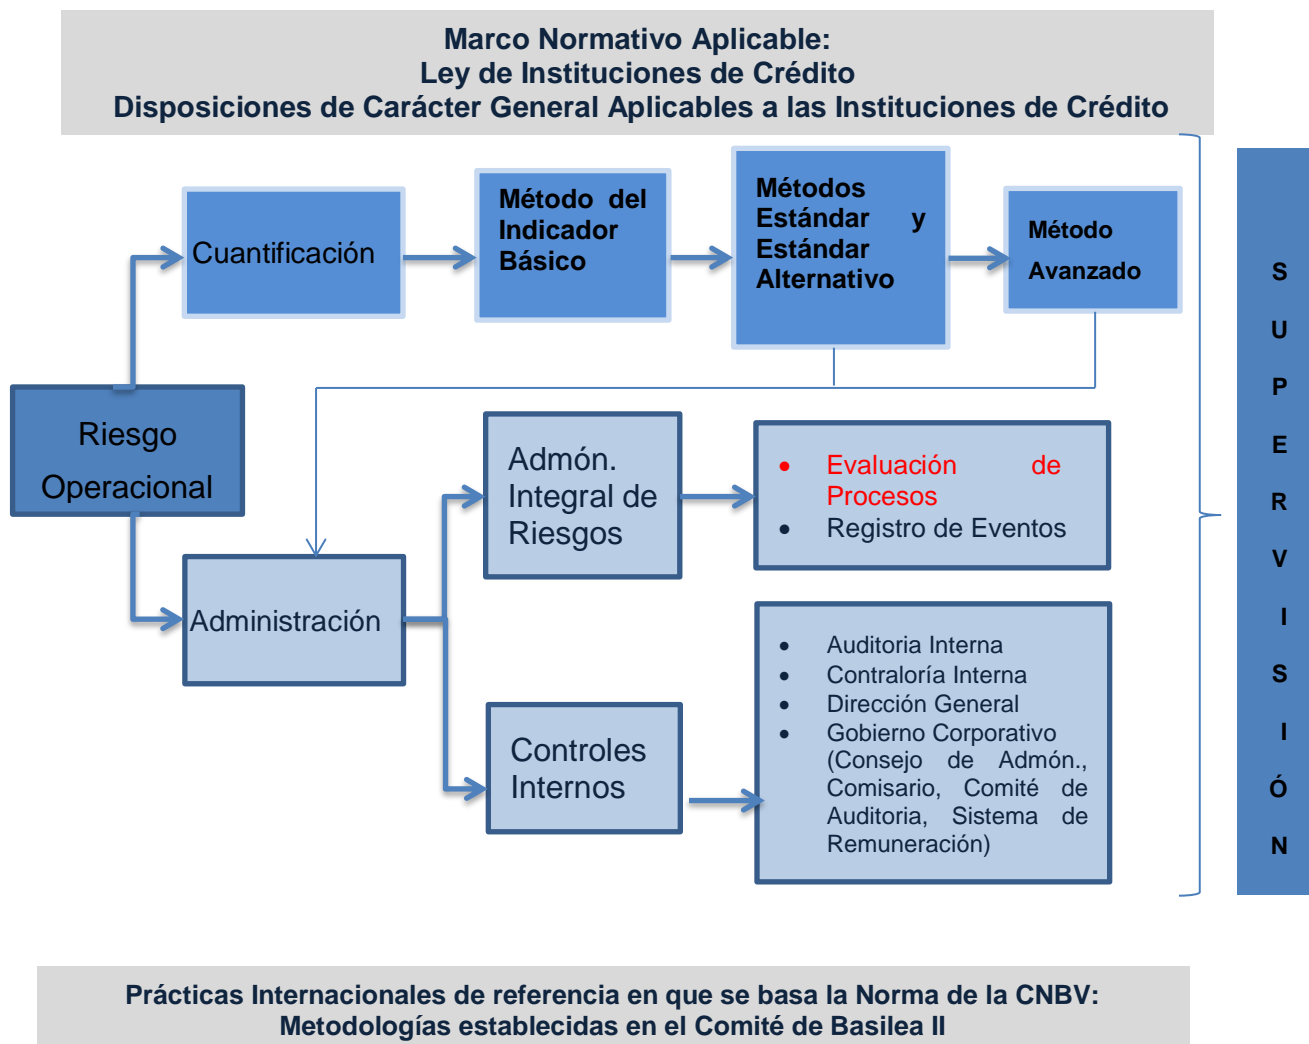 Marco Normativo Aplicable:
Ley de Instituciones de Crédito
Disposiciones de Carácter General Aplicables a las Instituciones de Crédito
Cuantificación
Método del
Indicador
Básico
Métodos
Estándar y
Estándar
Alternativo
Método
Avanzado
Riesgo
Operacional
Administración
Admón.
Integral de
Riesgos
• Evaluación de
Procesos
• Registro de Eventos
Controles
Internos
• Auditoria Interna
• Contraloría Interna
• Dirección General
• Gobierno Corporativo
(Consejo de Admón.,
Comisario, Comité de
Auditoria, Sistema de
Remuneración)
S
U
P
E
R
V
I
S
I
Ó
N
Prácticas Internacionales de referencia en que se basa la Norma de la CNBV:
Metodologías establecidas en el Comité de Basilea II